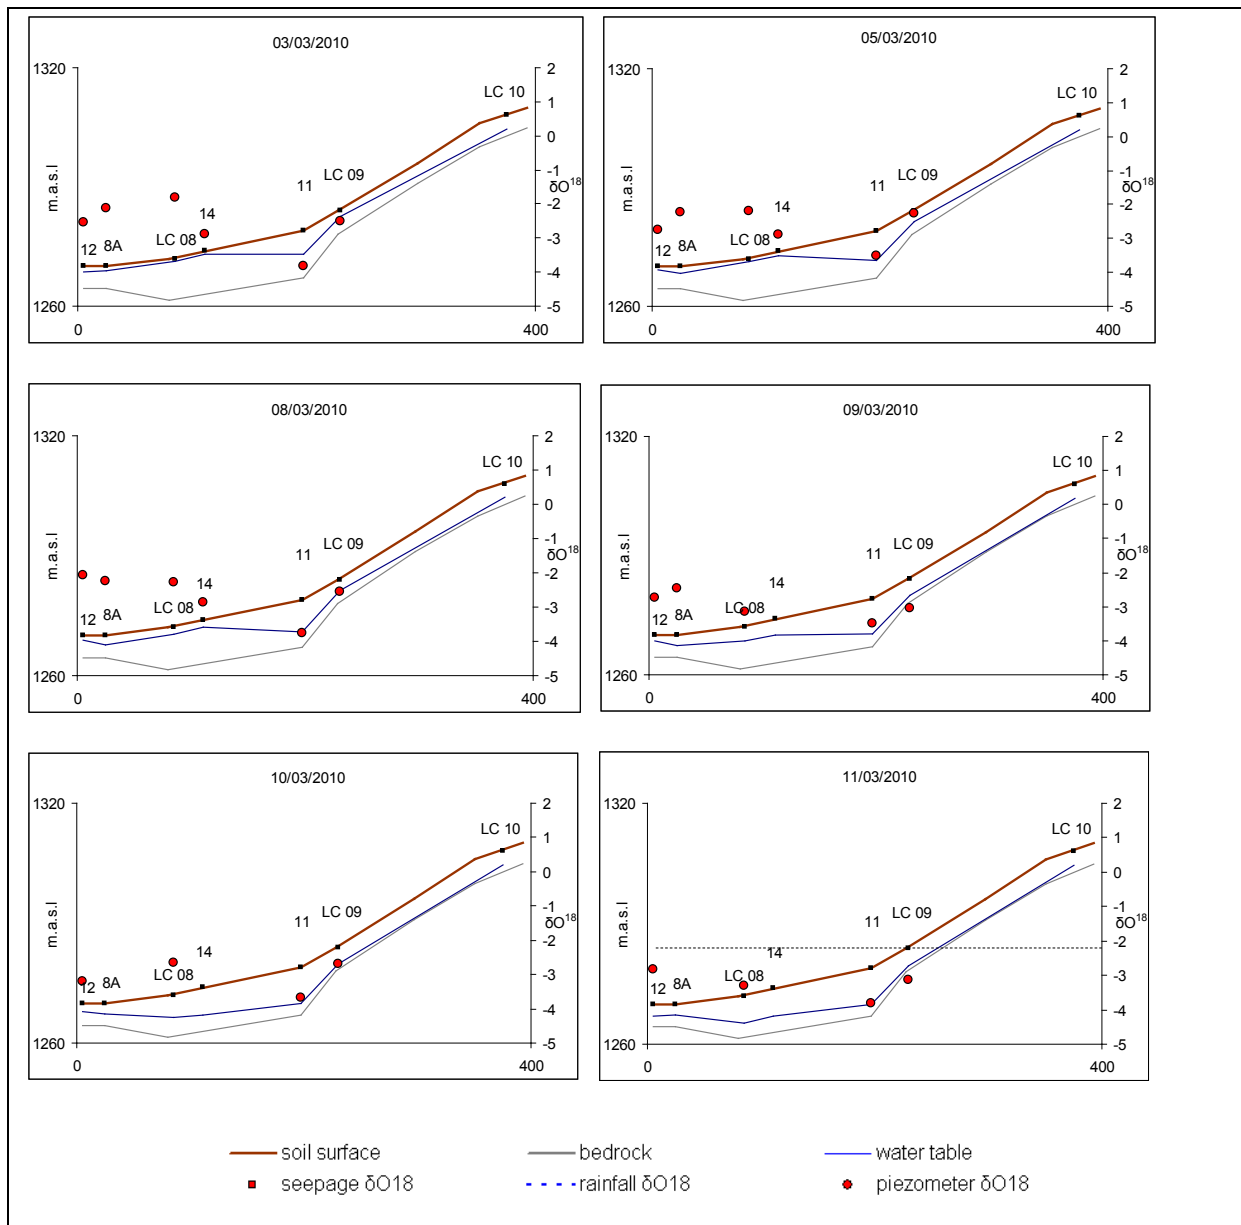 03/03/2010
1320
2
1
0
-1
-2
-3
-4
-5
m.a.s.l
δO18
LC 10
LC 09
11
14
LC 08
12
8A
1260
0
400
05/03/2010
1320
2
1
0
-1
-2
-3
-4
-5
m.a.s.l
δO18
LC 10
LC 09
11
14
LC 08
12
8A
1260
0
400
08/03/2010
1320
2
1
0
-1
-2
-3
-4
-5
m.a.s.l
δO18
LC 10
LC 09
11
14
LC 08
12
8A
1260
0
400
09/03/2010
1320
2
1
0
-1
-2
-3
-4
-5
m.a.s.l
δO18
LC 10
LC 09
11
14
LC 08
12
8A
1260
0
400
10/03/2010
1320
2
1
0
-1
-2
-3
-4
-5
m.a.s.l
δO18
LC 10
LC 09
11
14
LC 08
12
8A
1260
0
400
11/03/2010
1320
2
1
0
-1
-2
-3
-4
-5
m.a.s.l
δO18
LC 10
LC 09
11
14
LC 08
12
8A
1260
0
400
soil surface bedrock water table
seepage δO18 rainfall δO18 piezometer δO18